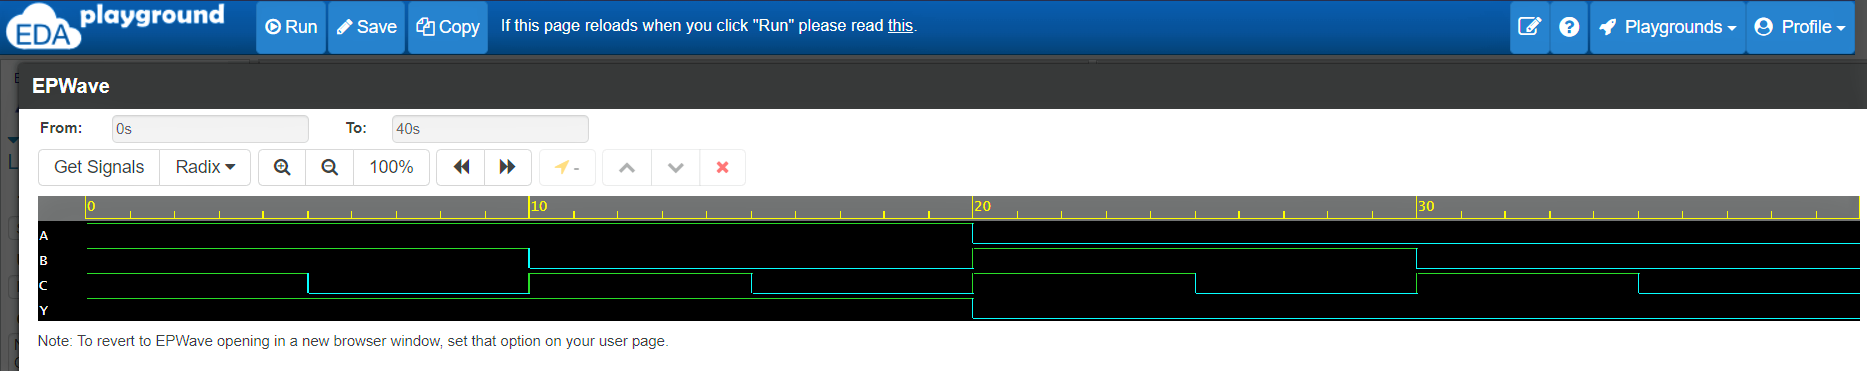 EDA playground
Run Save Copy If this page reloads when you click "Run" please read this. Playgrounds Profile
EPWave
From: 0s To: 40s
Get Signals Radix 100% -
0 10 20 30
A
B
C
Y
Note: To revert to EPWave opening in a new browser window, set that option on your user page.